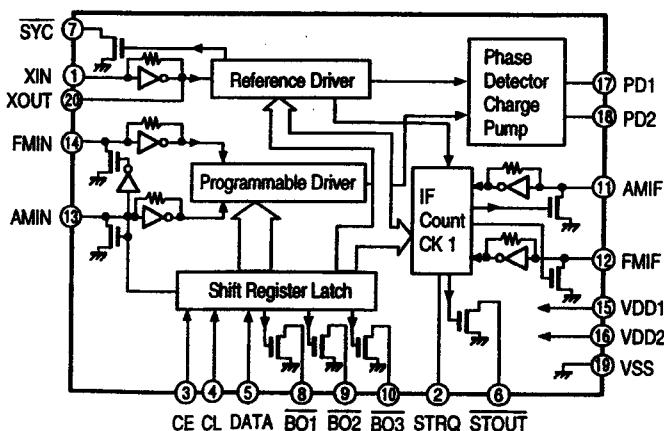 SYC
7
XIN
1
XOUT
20
FMIN
14
AMIN
13
Reference Driver
Programmable Driver
Shift Register Latch
Phase
Detector
Charge
Pump
IF
Count
CK 1
17 PD1
18 PD2
11 AMIF
12 FMIF
15 VDD1
16 VDD2
19 VSS
3 4 5 8 9 10 2 6
CE CL DATA BO1 BO2 BO3 STRQ STOUT